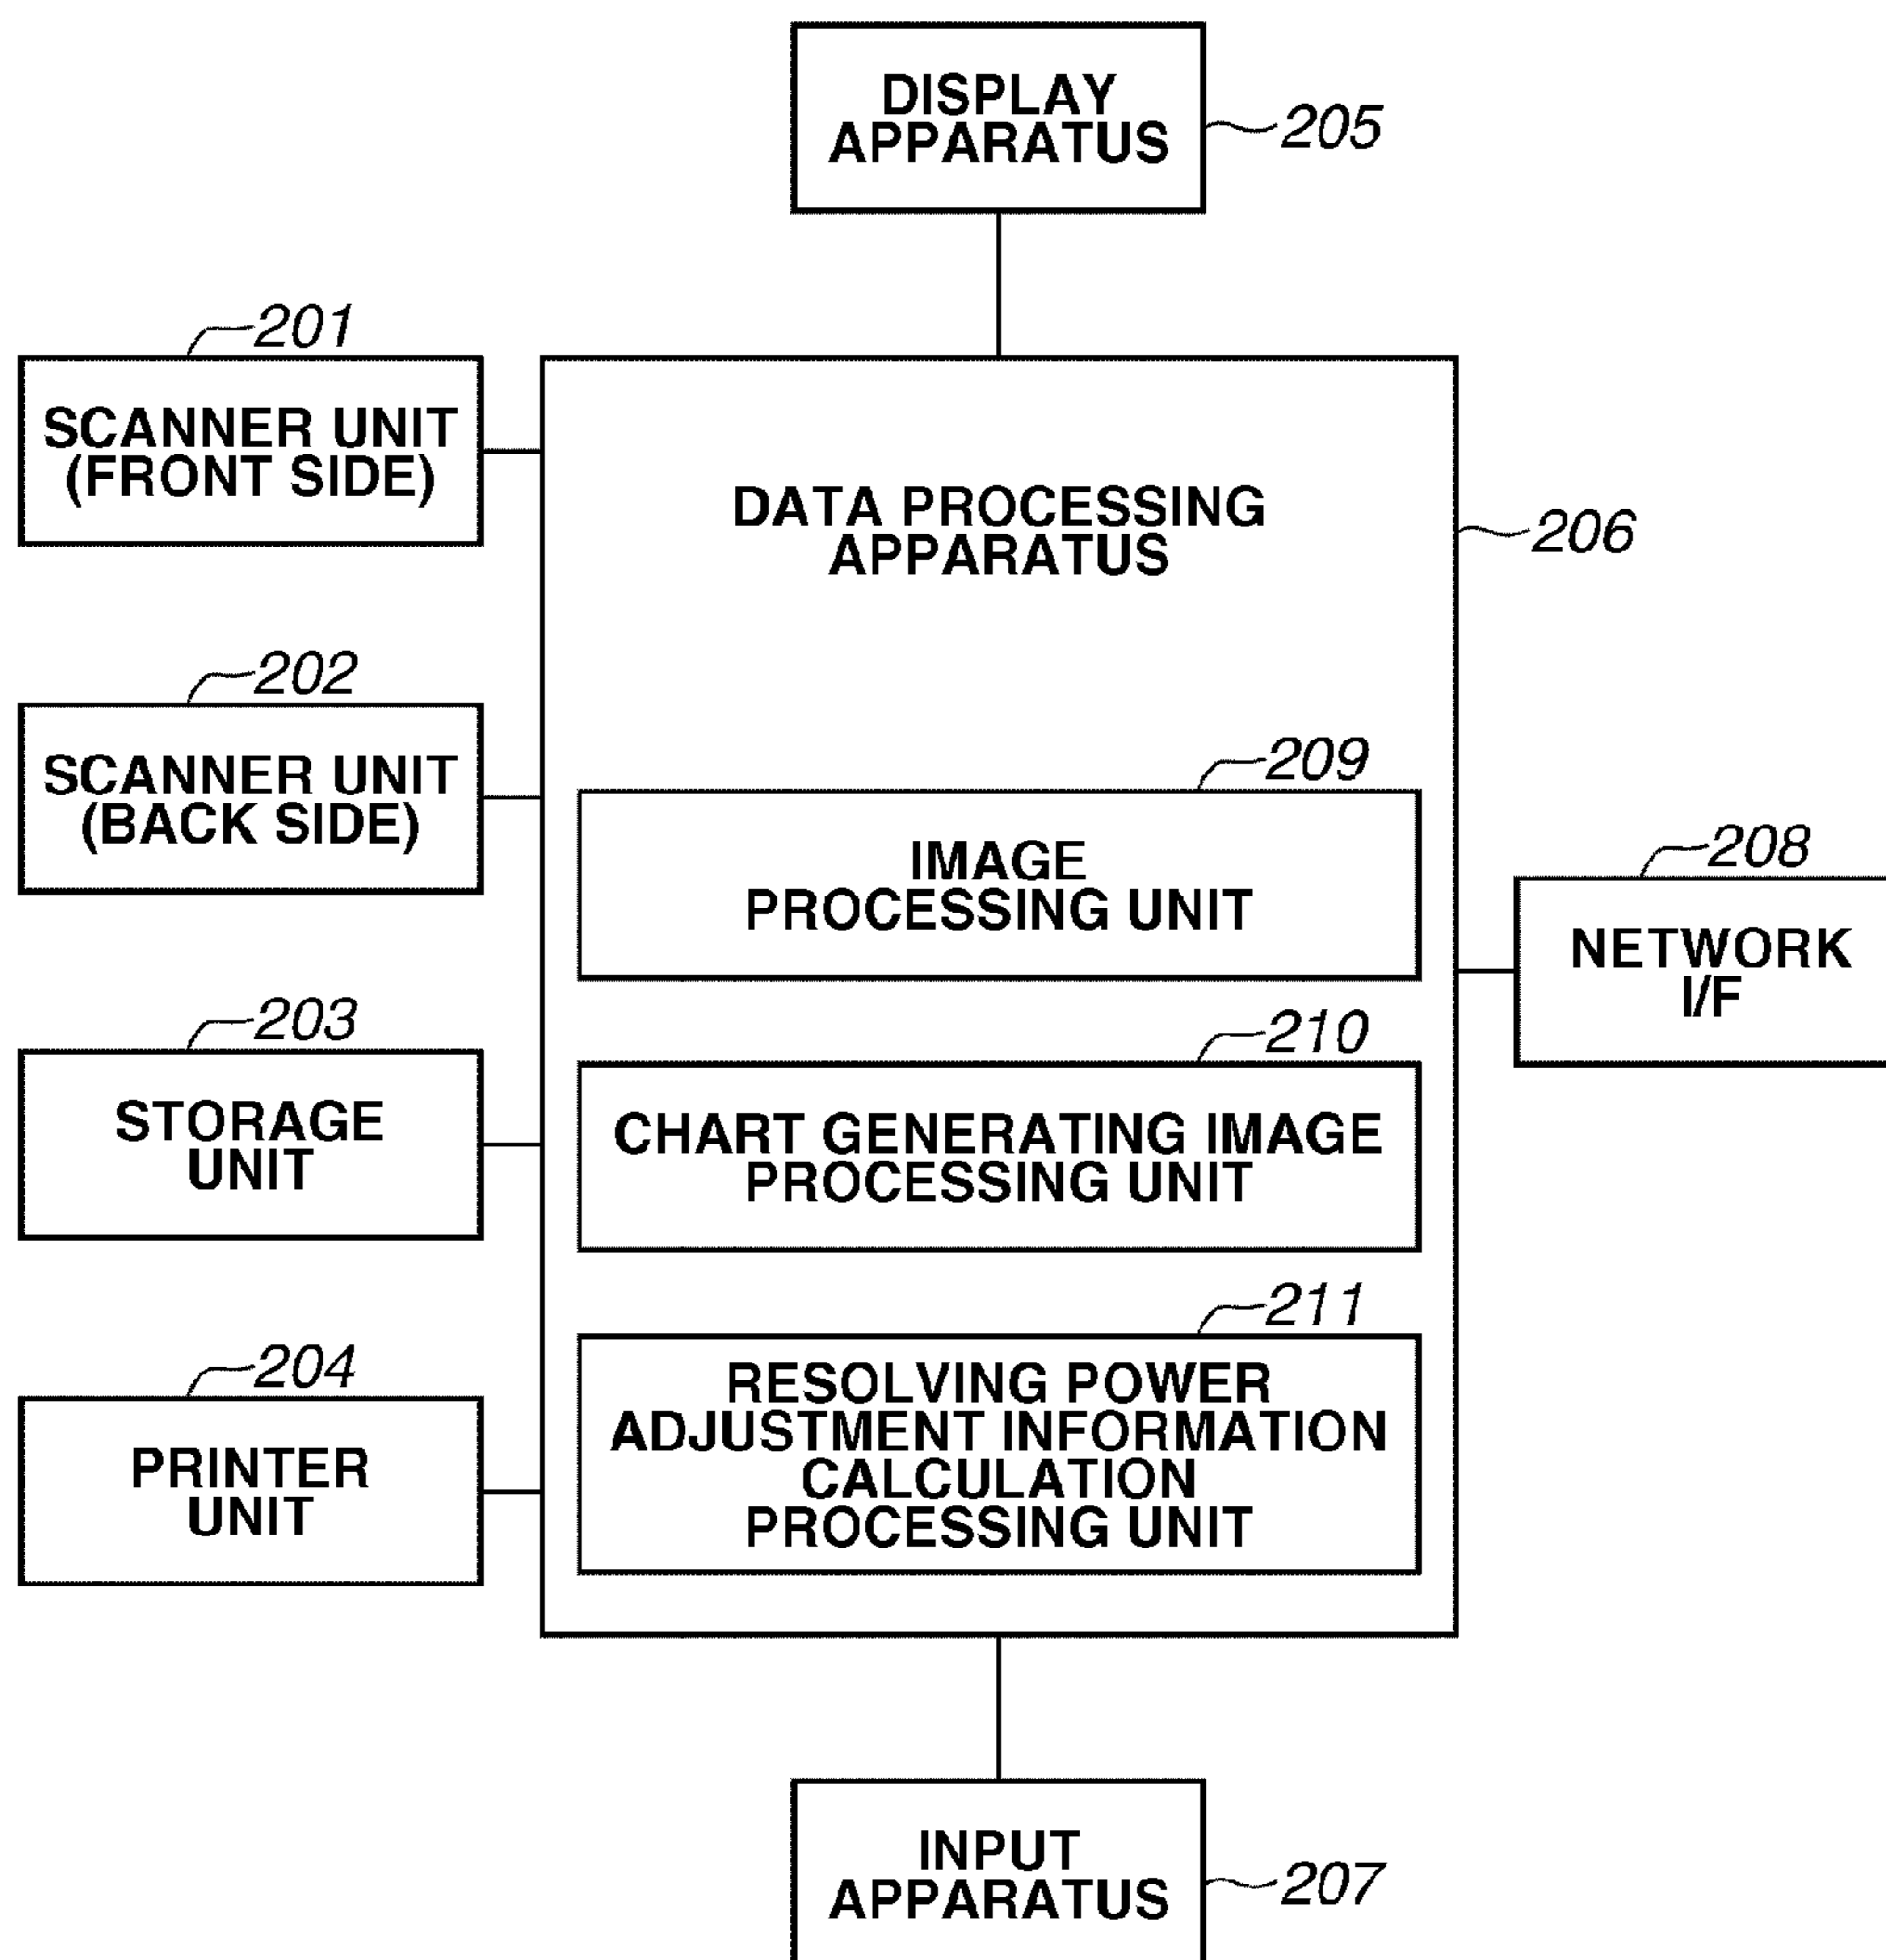 DISPLAY
APPARATUS
205
201
SCANNER UNIT
(FRONT SIDE)
DATA PROCESSING
APPARATUS
206
202
SCANNER UNIT
(BACK SIDE)
209
IMAGE
PROCESSING UNIT
208
NETWORK
I/F
203
STORAGE
UNIT
210
CHART GENERATING IMAGE
PROCESSING UNIT
204
PRINTER
UNIT
211
RESOLVING POWER
ADJUSTMENT INFORMATION
CALCULATION
PROCESSING UNIT
INPUT
APPARATUS
207